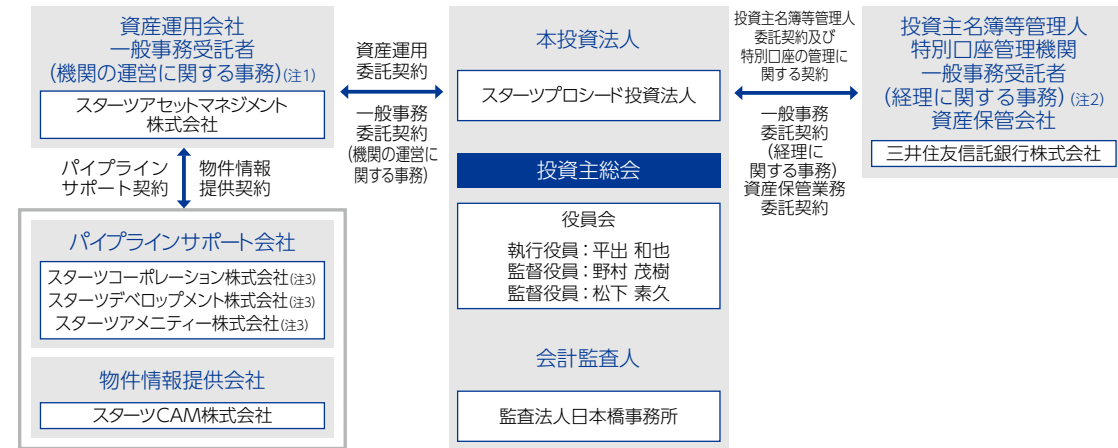 資産運用会社
一般事務受託者
(機関の運営に関する事務)(注1)
スターツアセットマネジメント
株式会社
パイプライン
サポート契約
物件情報
提供契約
パイプラインサポート会社
スターツコーポレーション株式会社(注3)
スターツデベロップメント株式会社(注3)
スターツアメニティー株式会社(注3)
物件情報提供会社
スターツCAM株式会社
資産運用
委託契約
一般事務
委託契約
(機関の運営に
関する事務)
本投資法人
スターツプロシード投資法人
投資主総会
役員会
執行役員：平出 和也
監督役員：野村 茂樹
監督役員：松下 素久
会計監査人
監査法人日本橋事務所
投資主名簿等管理人
委託契約及び
特別口座の管理に
関する契約
一般事務
委託契約
(経理に
関する事務)
資産保管業務
委託契約
投資主名簿等管理人
特別口座管理機関
一般事務受託者
(経理に関する事務)(注2)
資産保管会社
三井住友信託銀行株式会社